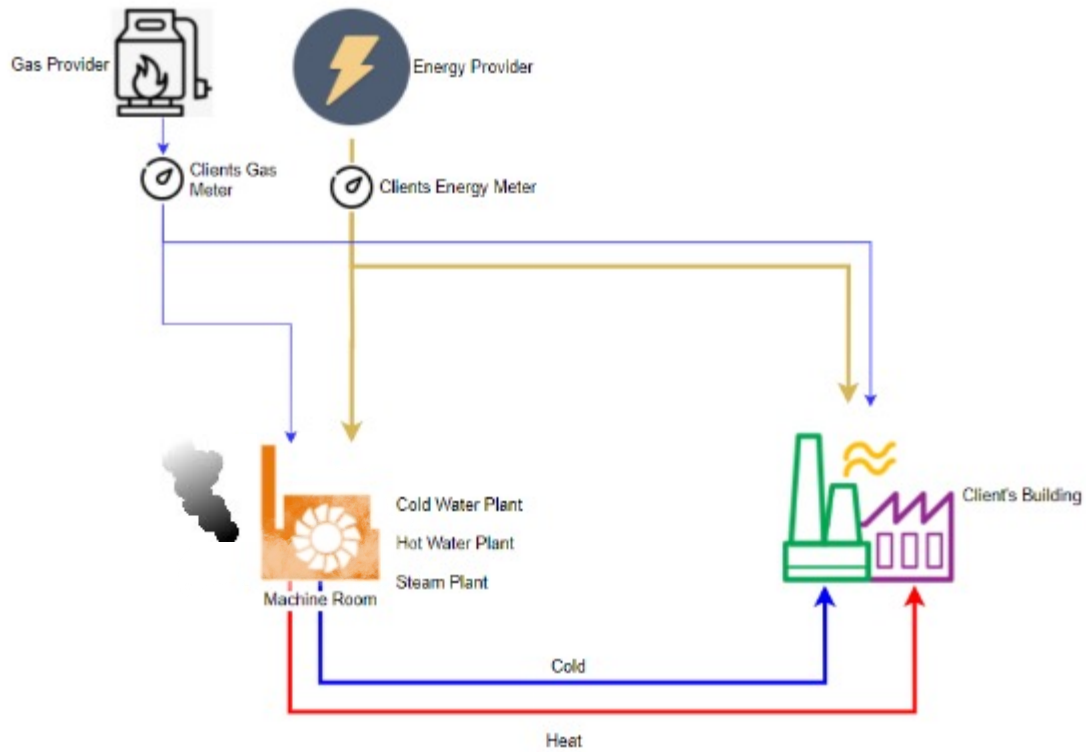 Gas Provider
Energy Provider
Clients Gas
Meter
Clients Energy Meter
Cold Water Plant
Hot Water Plant
Steam Plant
Machine Room
Client's Building
Cold
Heat